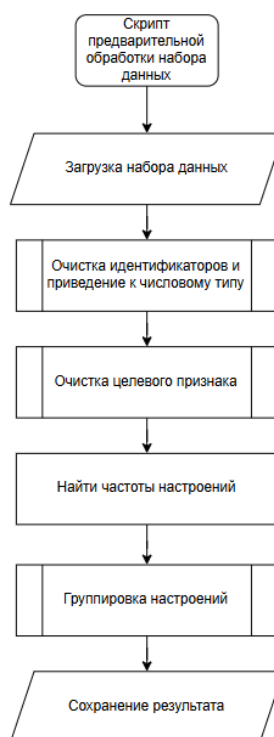 Скрипт
предварительной
обработки набора
данных
Загрузка набора данных
Очистка идентификаторов и
приведение к числовому типу
Очистка целевого признака
Найти частоты настроений
Группировка настроений
Сохранение результата